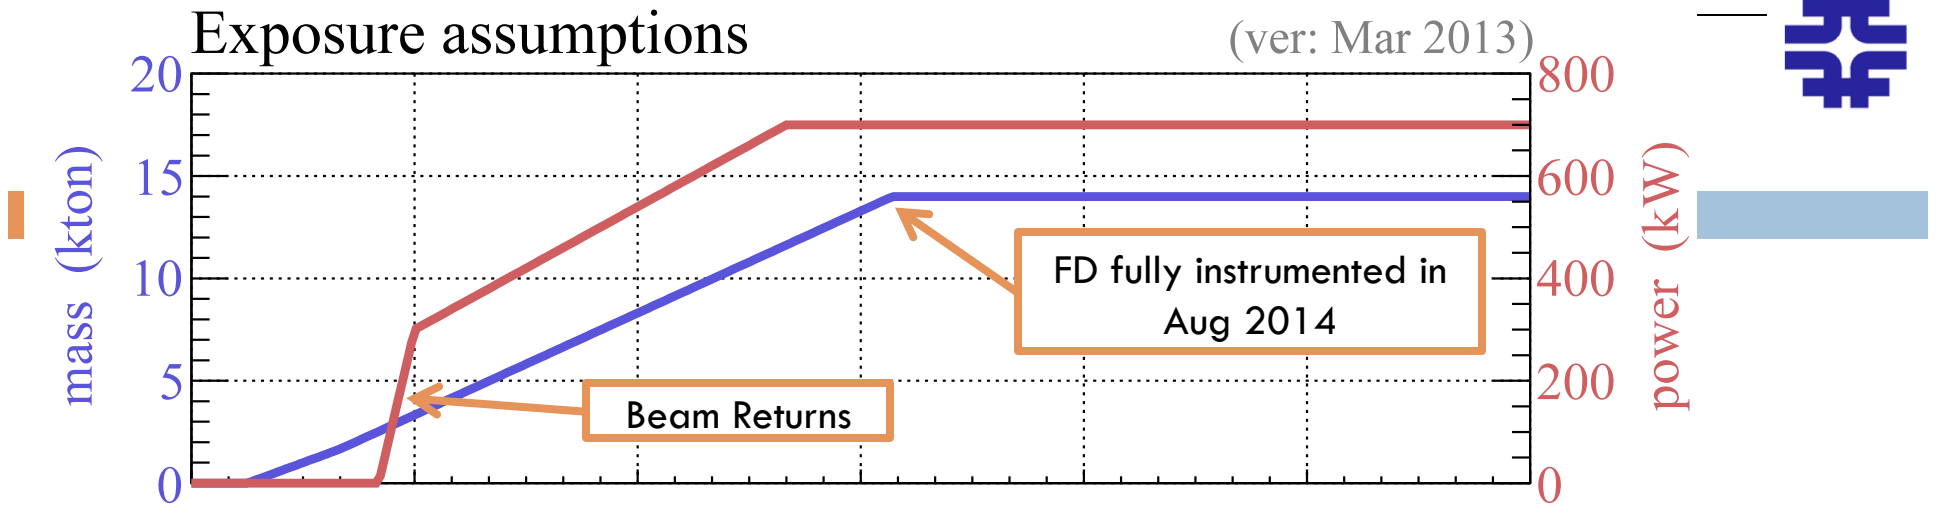 Exposure assumptions
(ver: Mar 2013)
20
15
10
5
0
mass (kton)
800
600
400
200
0
power (kW)
FD fully instrumented in
Aug 2014
Beam Returns